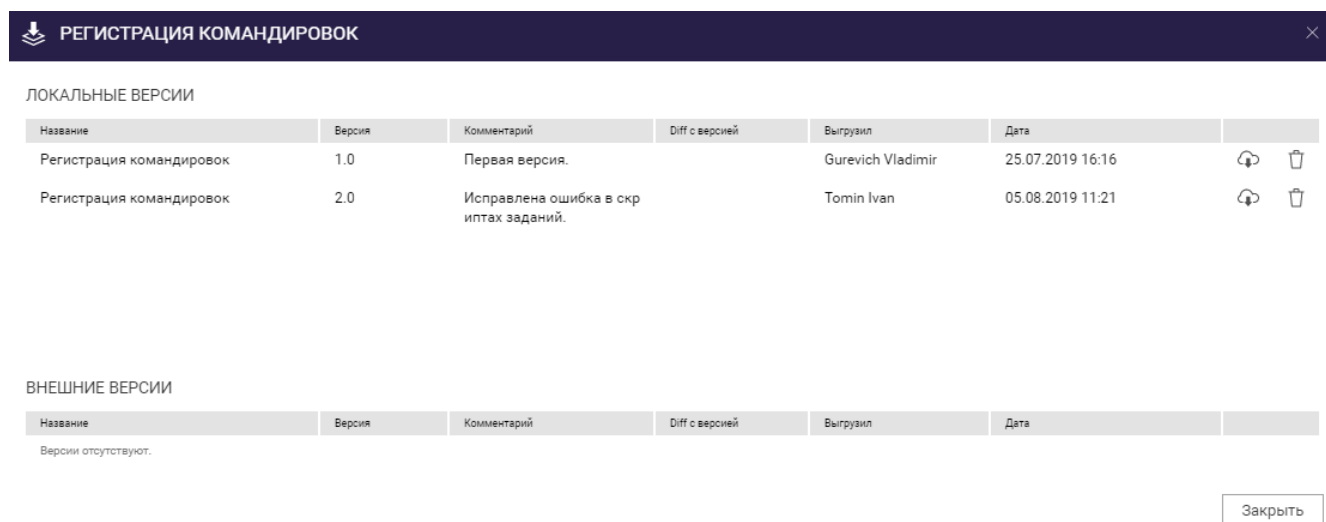 РЕГИСТРАЦИЯ КОМАНДИРОВОК
ЛОКАЛЬНЫЕ ВЕРСИИ
Название Версия Комментарий Diff с версией Выгрузил Дата
Регистрация командировок 1.0 Первая версия. Gurevich Vladimir 25.07.2019 16:16
Регистрация командировок 2.0 Исправлена ошибка в скр Tomin Ivan 05.08.2019 11:21
иптах заданий.
ВНЕШНИЕ ВЕРСИИ
Название Версия Комментарий Diff с версией Выгрузил Дата
Версии отсутствуют.
Закрыть